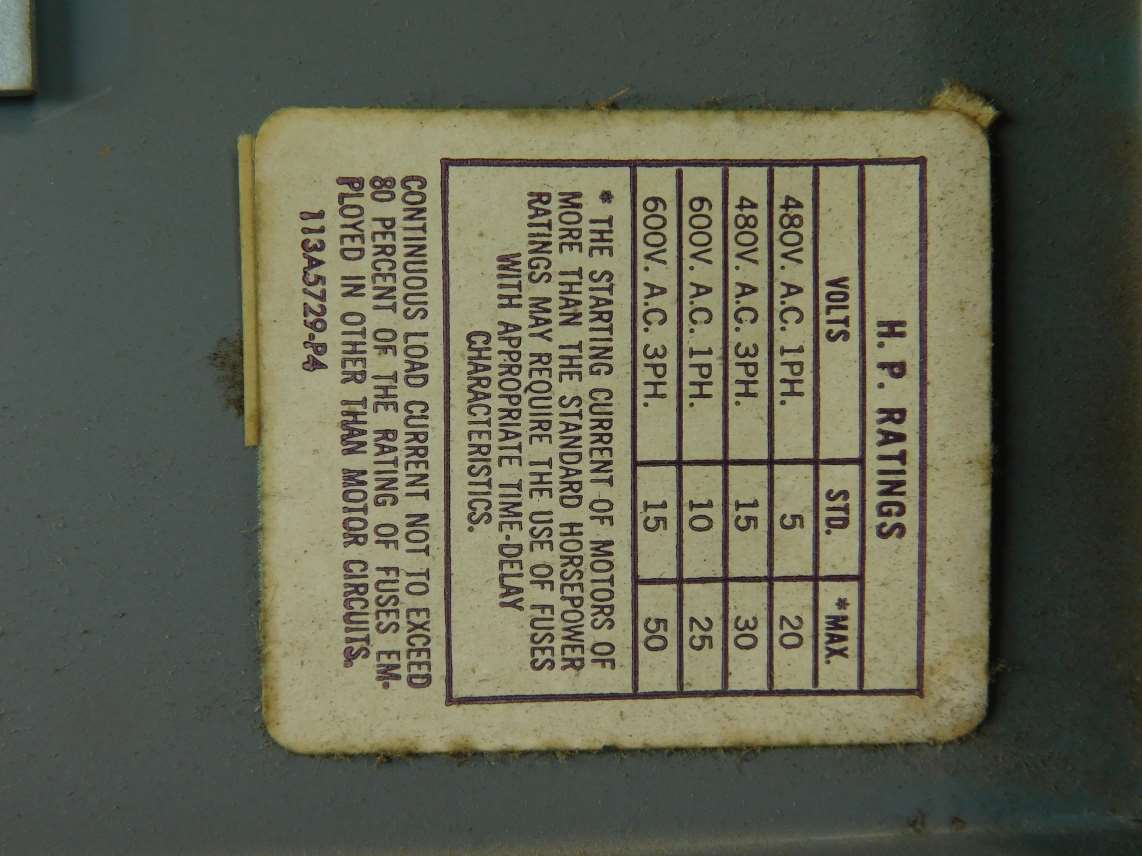 H. P. RATINGS
VOLTS STD. *MAX.
480V. A.C. 1PH. 5 20
480V. A.C. 3PH. 15 30
600V. A.C. 1PH. 10 25
600V. A.C. 3PH. 15 50
* THE STARTING CURRENT OF MOTORS OF
MORE THAN THE STANDARD HORSEPOWER
RATINGS MAY REQUIRE THE USE OF FUSES
WITH APPROPRIATE TIME-DELAY
CHARACTERISTICS.
CONTINUOUS LOAD CURRENT NOT TO EXCEED
80 PERCENT OF THE RATING OF FUSES EM-
PLOYED IN OTHER THAN MOTOR CIRCUITS.
113A5729-P4